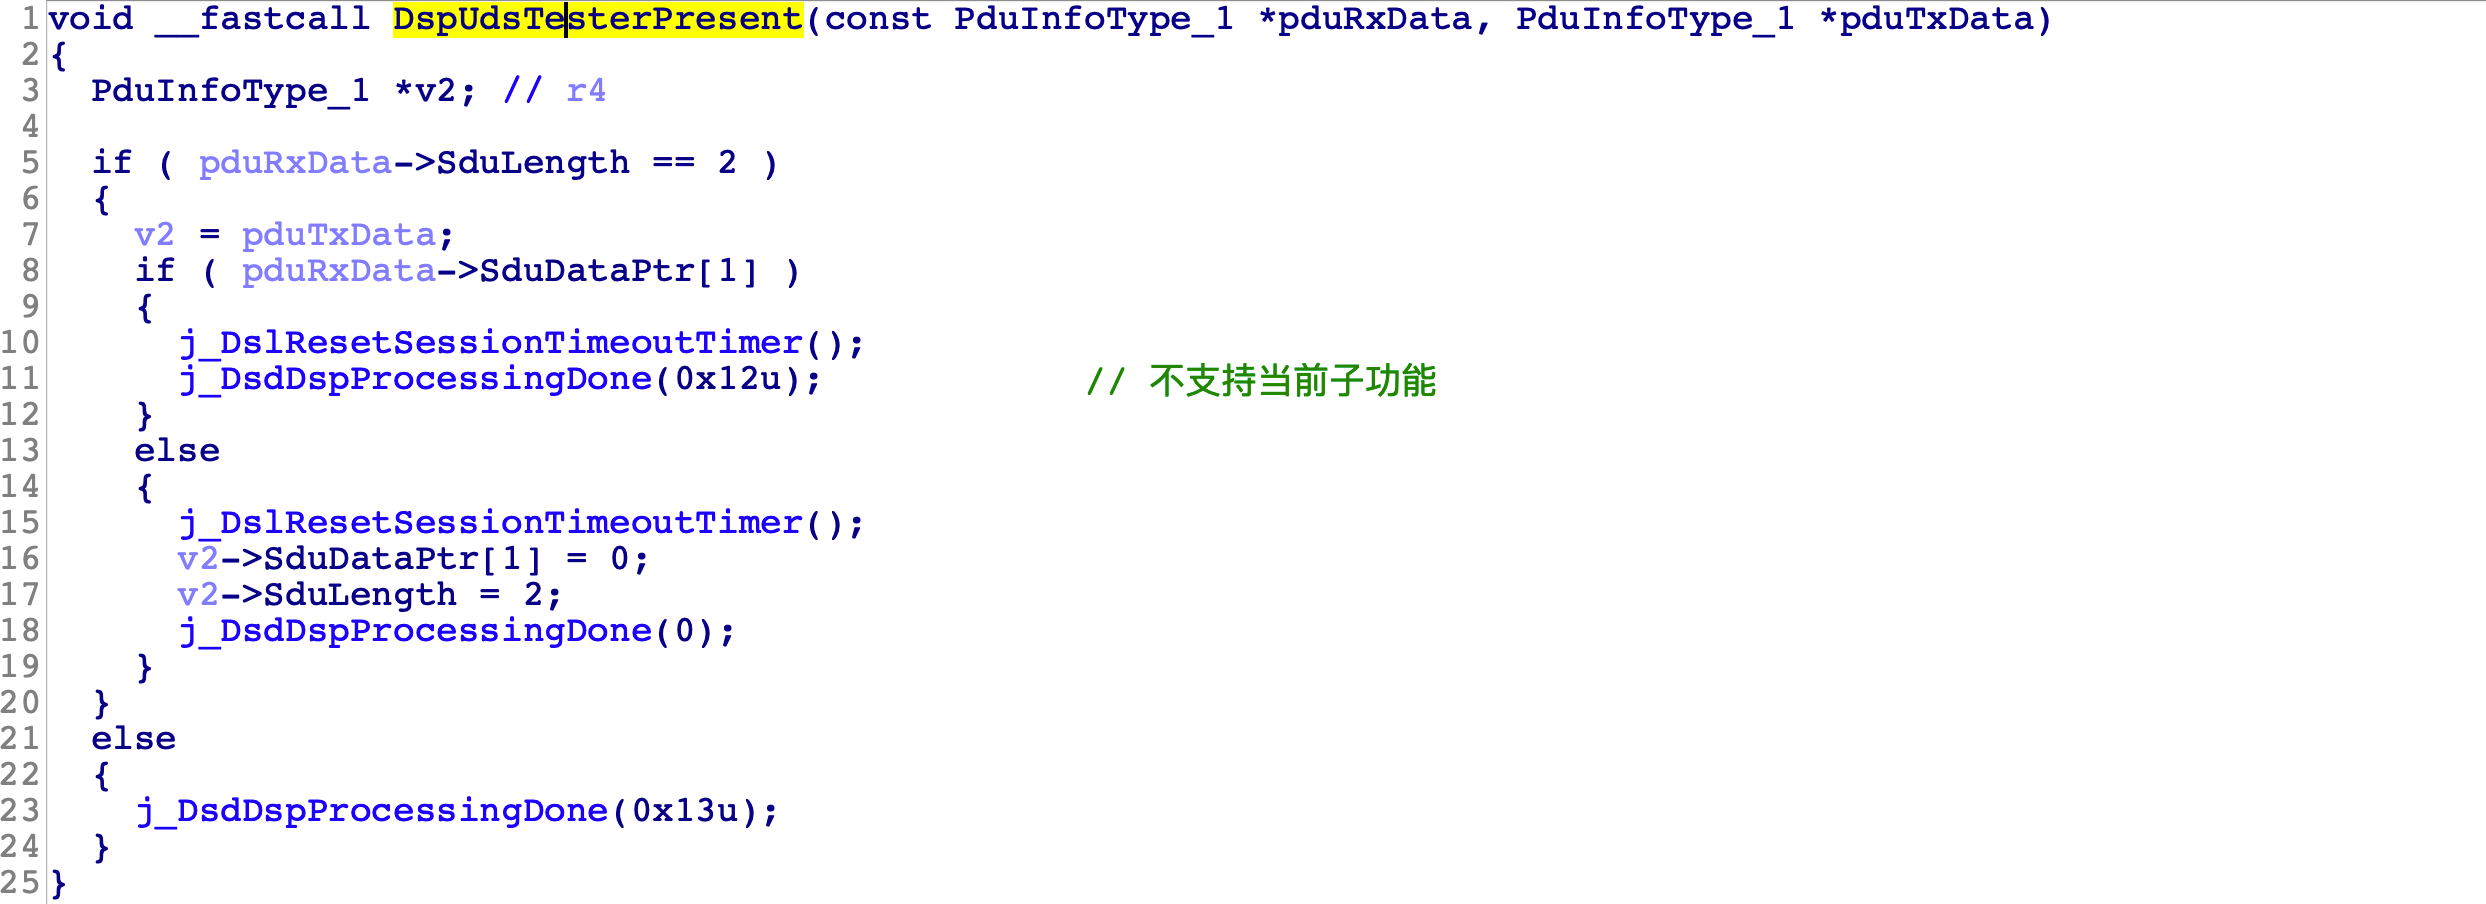 1 void __fastcall DspUdsTesterPresent(const PduInfoType_1 *pduRxData, PduInfoType_1 *pduTxData)
2 {
3   PduInfoType_1 *v2; // r4
4
5   if ( pduRxData->SduLength == 2 )
6   {
7     v2 = pduTxData;
8     if ( pduRxData->SduDataPtr[1] )
9     {
10       j_DslResetSessionTimeoutTimer();
11       j_DsdDspProcessingDone(0x12u);             // 不支持当前子功能
12     }
13     else
14     {
15       j_DslResetSessionTimeoutTimer();
16       v2->SduDataPtr[1] = 0;
17       v2->SduLength = 2;
18       j_DsdDspProcessingDone(0);
19     }
20   }
21   else
22   {
23     j_DsdDspProcessingDone(0x13u);
24   }
25 }